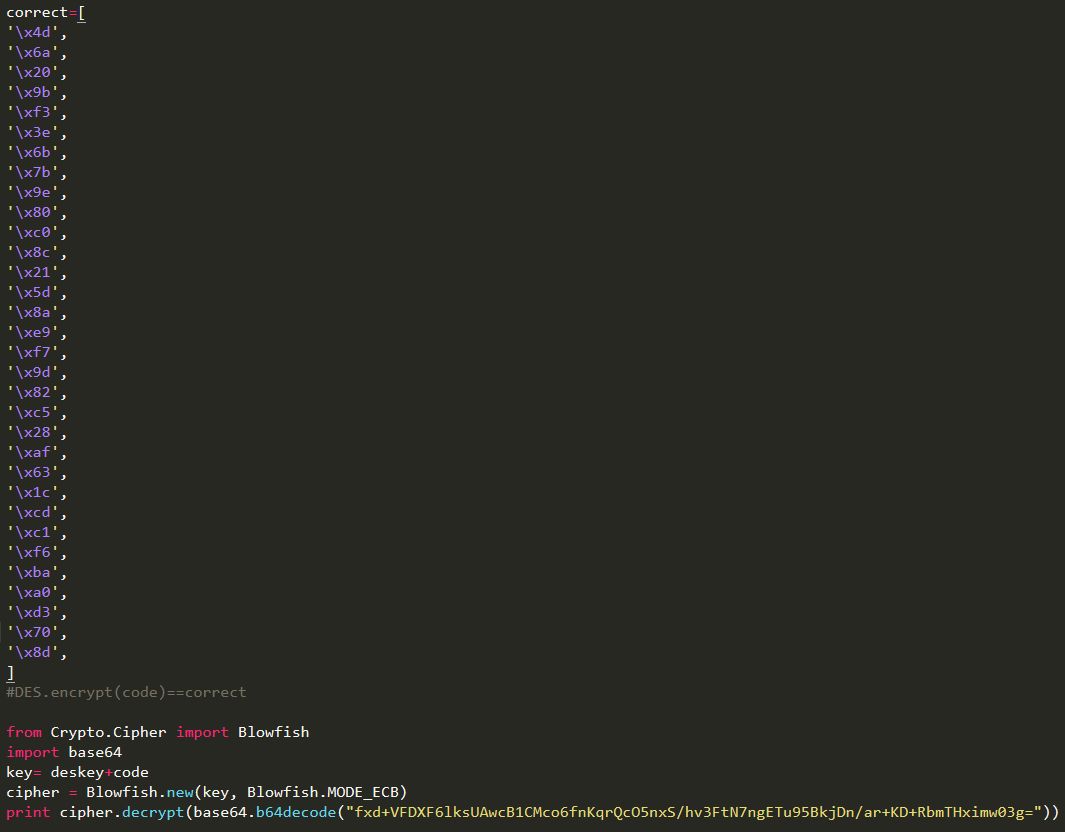 correct=[
'\x4d',
'\x6a',
'\x20',
'\x9b',
'\xf3',
'\x3e',
'\x6b',
'\x7b',
'\x9e',
'\x80',
'\xc0',
'\x8c',
'\x21',
'\x5d',
'\x8a',
'\xe9',
'\xf7',
'\x9d',
'\x82',
'\xc5',
'\x28',
'\xaf',
'\x63',
'\x1c',
'\xcd',
'\xc1',
'\xf6',
'\xba',
'\xa0',
'\xd3',
'\x70',
'\x8d',
]
#DES.encrypt(code)==correct
from Crypto.Cipher import Blowfish
import base64
key= deskey+code
cipher = Blowfish.new(key, Blowfish.MODE_ECB)
print cipher.decrypt(base64.b64decode("fxd+VFDXF6lksUAwcB1CMco6fnKqrQcO5nxS/hv3FtN7ngETu95BkjDn/ar+KD+RbmTHximw03g="))